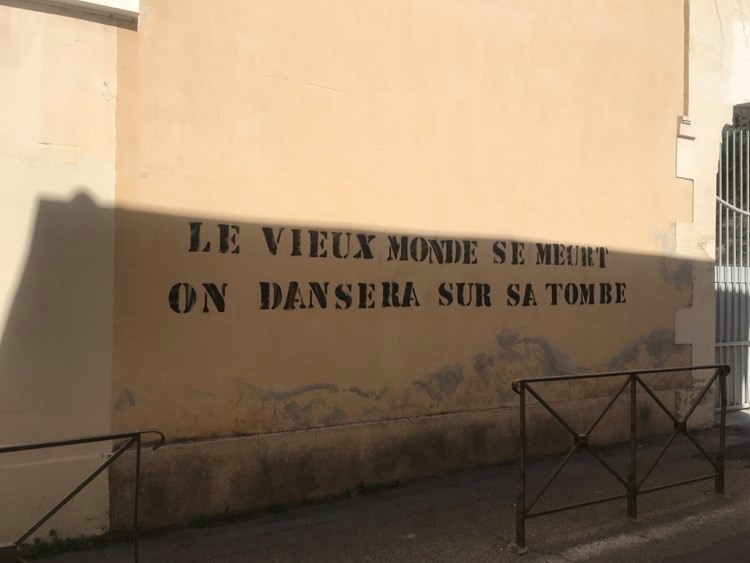 LE VIEUX MONDE SE MEURT
ON DANSERA SUR SA TOMBE